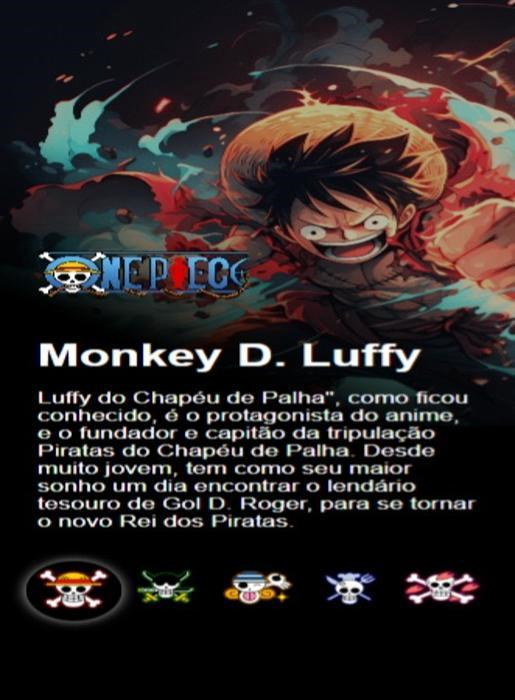 ONE PIECE
Monkey D. Luffy
Luffy do Chapéu de Palha", como ficou
conhecido, é o protagonista do anime,
e o fundador e capitão da tripulação
Piratas do Chapéu de Palha. Desde
muito jovem, tem como seu maior
sonho um dia encontrar o lendário
tesouro de Gol D. Roger, para se tornar
o novo Rei dos Piratas.